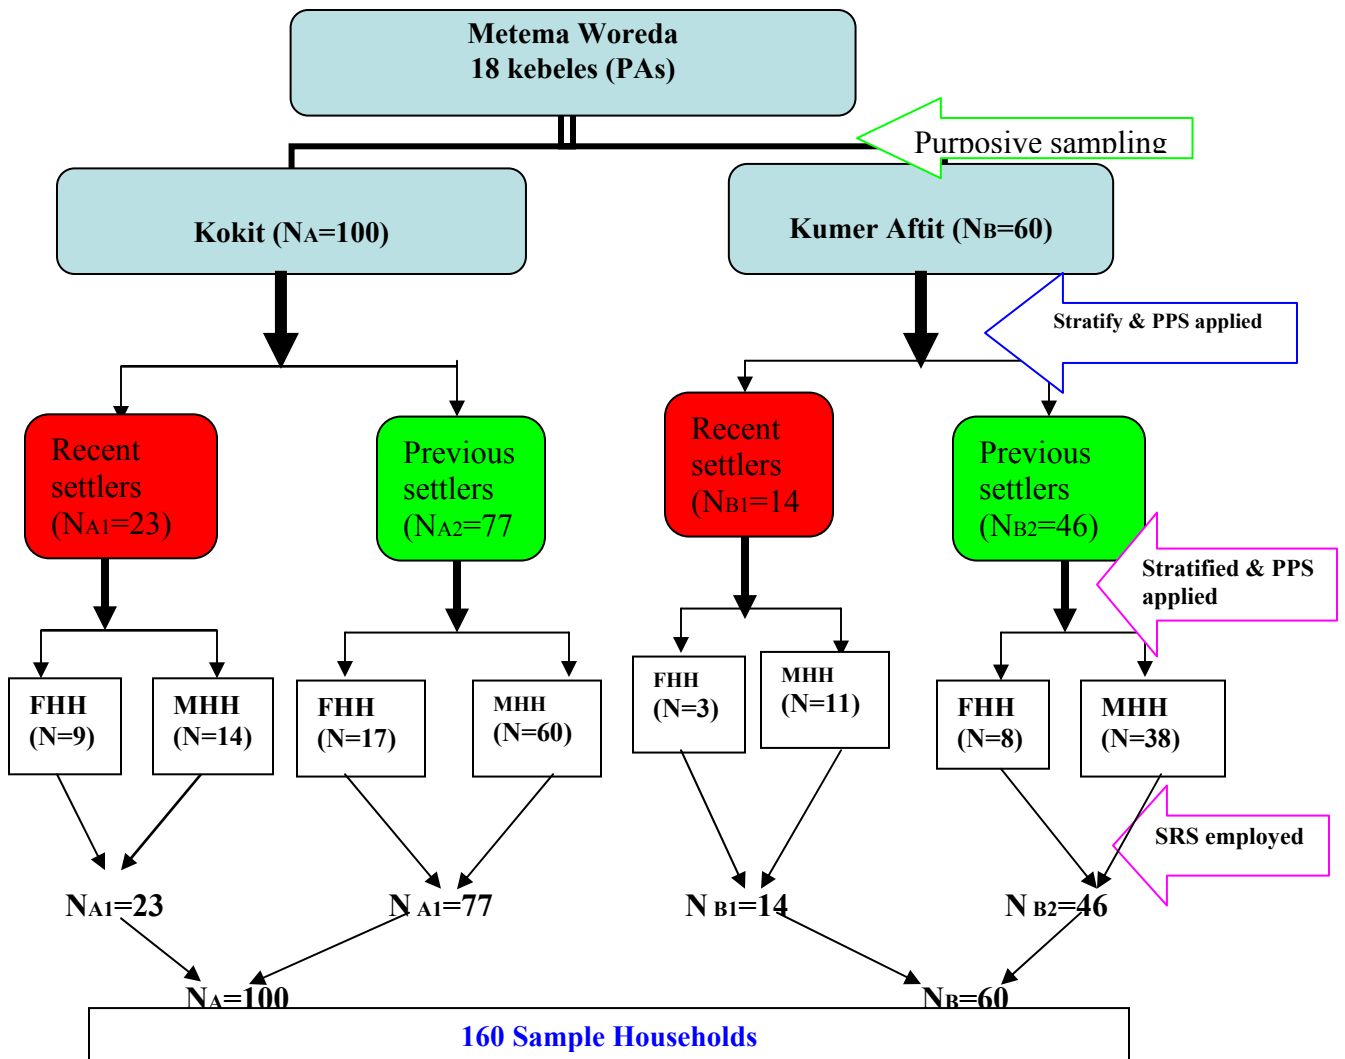 Metema Woreda
18 kebeles (PAs)
Purposive sampling
Kokit (NA=100)
Kumer Aftit (NB=60)
Stratify & PPS applied
Recent
settlers
(NA1=23)
Previous
settlers
(NA2=77
Recent
settlers
(NB1=14
Previous
settlers
(NB2=46)
Stratified & PPS
applied
FHH
(N=9)
MHH
(N=14)
FHH
(N=17)
MHH
(N=60)
FHH
(N=3)
MHH
(N=11)
FHH
(N=8)
MHH
(N=38)
SRS employed
NA1=23
N A1=77
N B1=14
N B2=46
NA=100
NB=60
160 Sample Households